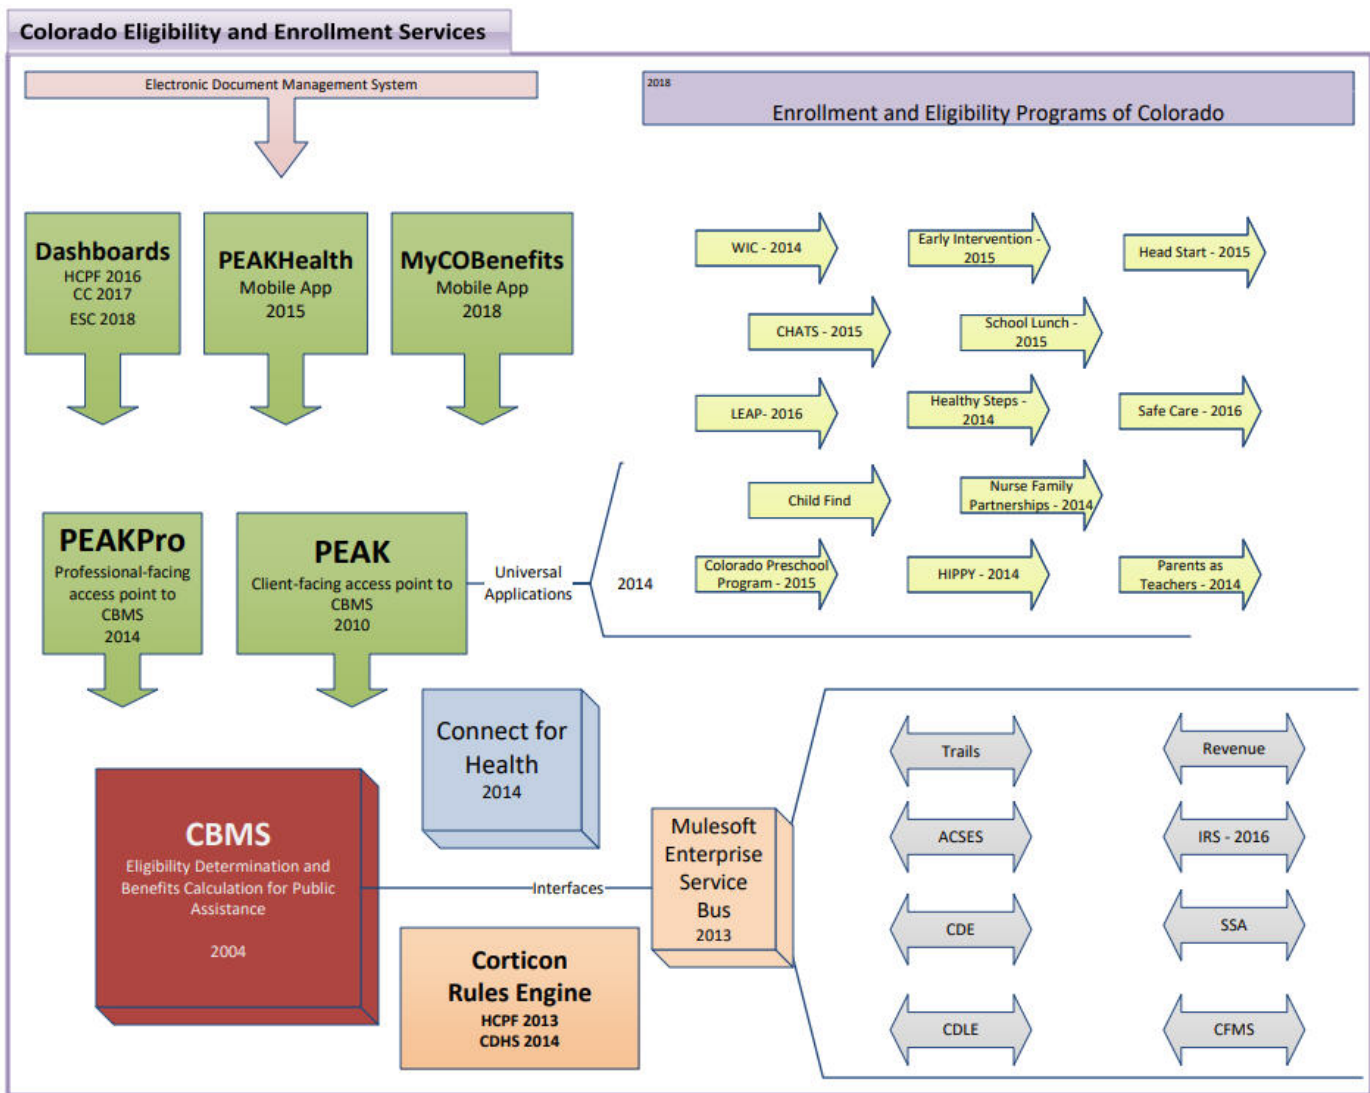 Colorado Eligibility and Enrollment Services
Electronic Document Management System
2018
Enrollment and Eligibility Programs of Colorado
Dashboards
HCPF 2016
CC 2017
ESC 2018
PEAKHealth
Mobile App
2015
MyCOBenefits
Mobile App
2018
WIC - 2014
Early Intervention -
2015
Head Start - 2015
CHATS - 2015
School Lunch -
2015
LEAP- 2016
Healthy Steps -
2014
Safe Care - 2016
Child Find
Nurse Family
Partnerships - 2014
Colorado Preschool
Program - 2015
HIPPY - 2014
Parents as
Teachers - 2014
PEAKPro
Professional-facing
access point to
CBMS
2014
PEAK
Client-facing access point to
CBMS
2010
Universal
Applications
2014
Connect for
Health
2014
CBMS
Eligibility Determination and
Benefits Calculation for Public
Assistance
2004
Interfaces
Mulesoft
Enterprise
Service
Bus
2013
Corticon
Rules Engine
HCPF 2013
CDHS 2014
Trails
Revenue
ACSES
IRS - 2016
CDE
SSA
CDLE
CFMS